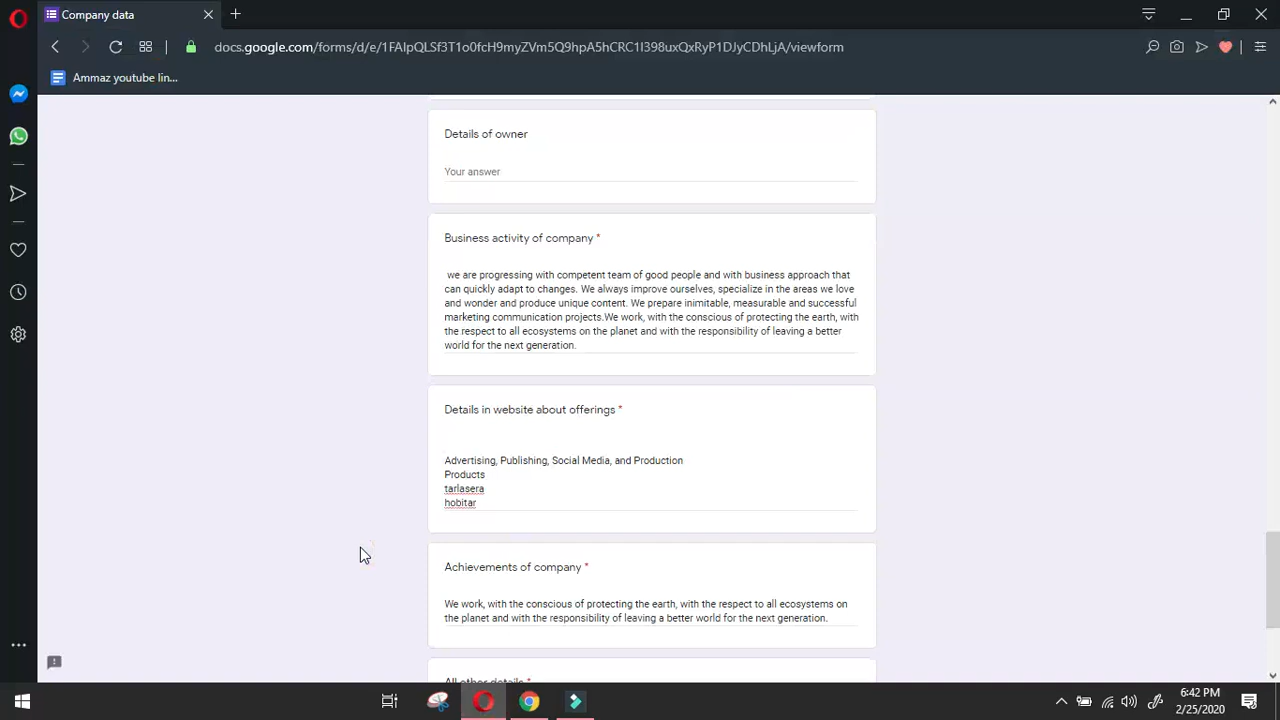 Company data
docs.google.com/forms/d/e/1FAIpQLSf3T1o0fcH9myZVm5Q9hpA5hCRC1I398uxQxRyP1DJyCDhLjA/viewform
Ammaz youtube lin...
Details of owner
Your answer
Business activity of company *
we are progressing with competent team of good people and with business approach that
can quickly adapt to changes. We always improve ourselves, specialize in the areas we love
and wonder and produce unique content. We prepare inimitable, measurable and successful
marketing communication projects.We work, with the conscious of protecting the earth, with
the respect to all ecosystems on the planet and with the responsibility of leaving a better
world for the next generation.
Details in website about offerings *
Advertising, Publishing, Social Media, and Production
Products
tarlasera
hobitar
Achievements of company *
We work, with the conscious of protecting the earth, with the respect to all ecosystems on
the planet and with the responsibility of leaving a better world for the next generation.
All other details *
6:42 PM
2/25/2020